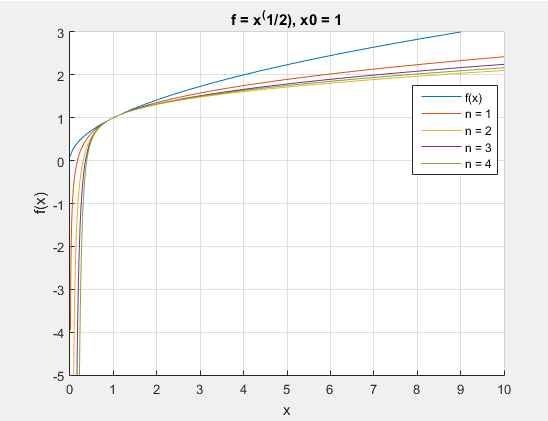 f = x(1/2), x0 = 1
3
2
1
0
-1
-2
-3
-4
-5
f(x)
f(x)
n = 1
n = 2
n = 3
n = 4
0 1 2 3 4 5 6 7 8 9 10
x